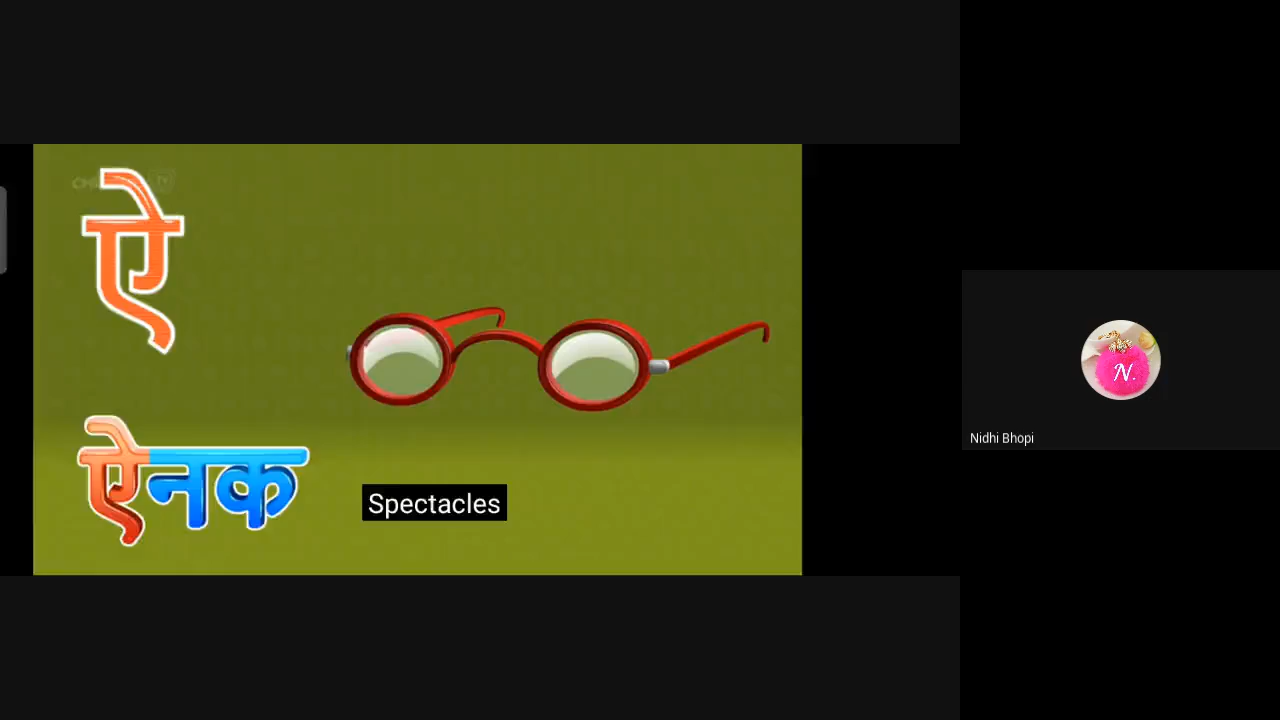 ऐ
ऐनक
Spectacles
N.
Nidhi Bhopi